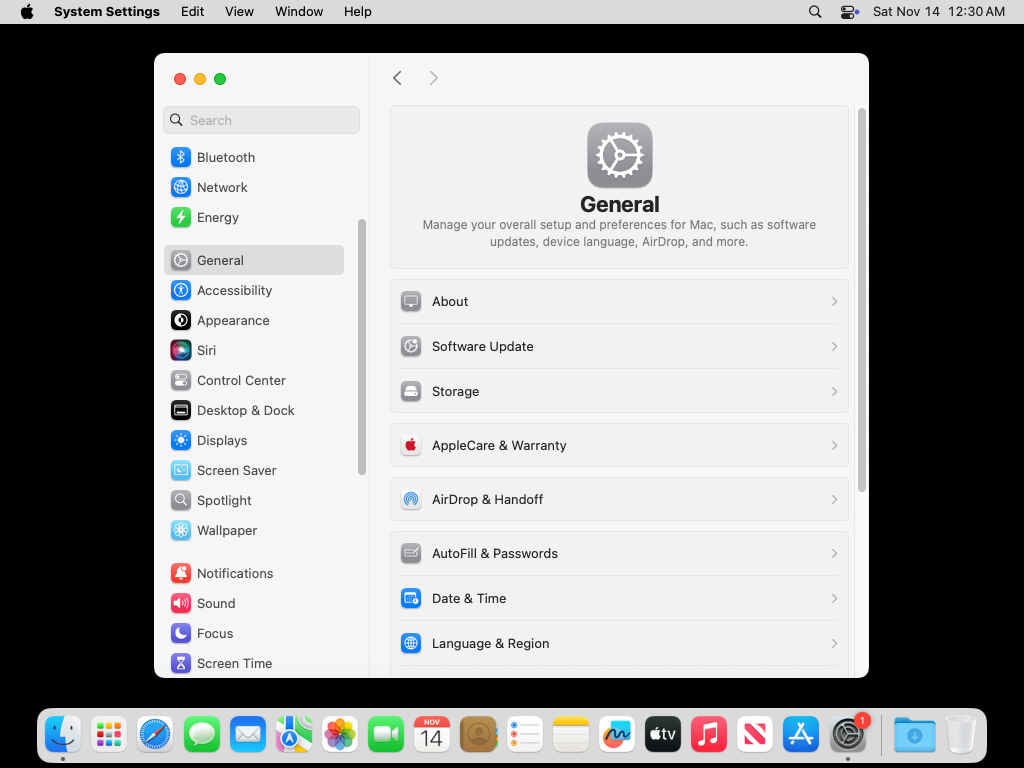 System Settings Edit View Window Help Sat Nov 14 12:30 AM
Search
Bluetooth
Network
Energy
General
Accessibility
Appearance
Siri
Control Center
Desktop & Dock
Displays
Screen Saver
Spotlight
Wallpaper
Notifications
Sound
Focus
Screen Time
General
Manage your overall setup and preferences for Mac, such as software
updates, device language, AirDrop, and more.
About
Software Update
Storage
AppleCare & Warranty
AirDrop & Handoff
AutoFill & Passwords
Date & Time
Language & Region
NOV
14
tv
1